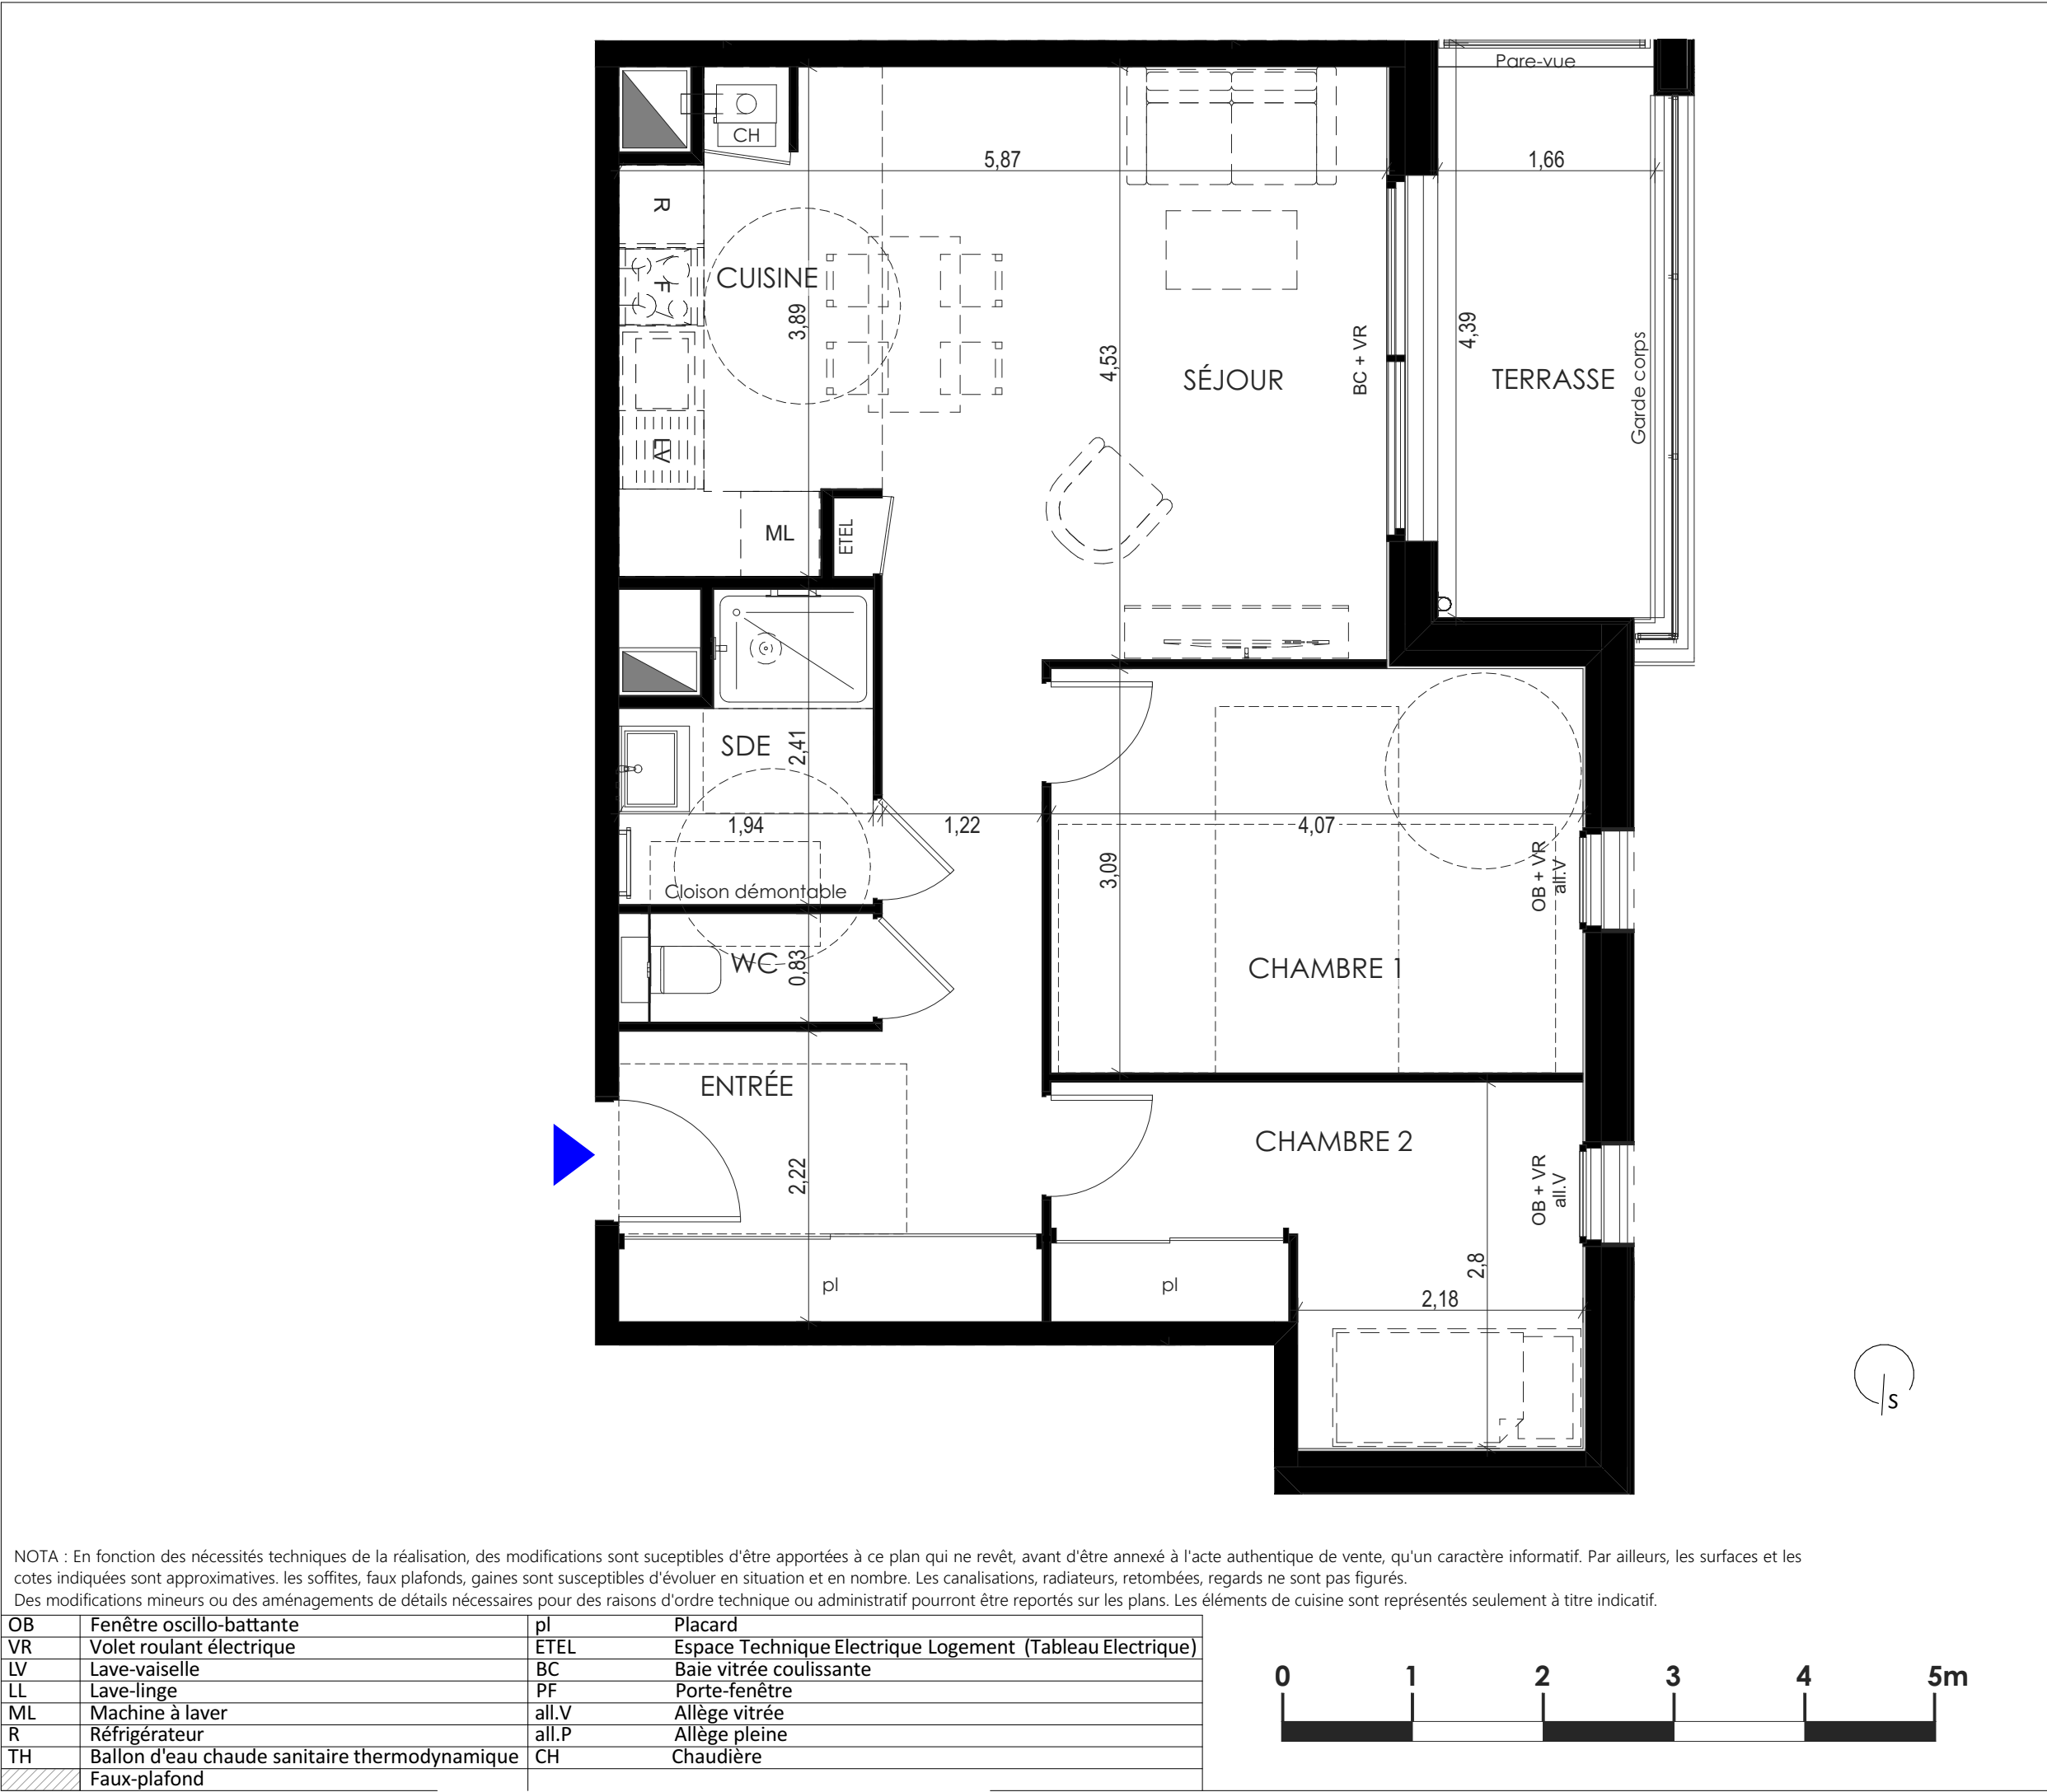 Pare-vue
CH
5,87
1,66
R
CUISINE
F
3,89
4,53
SÉJOUR
BC + VR
4,39
TERRASSE
Garde corps
LV
ML
ETEL
SDE
2,41
1,94
1,22
4,07
3,09
OB + VR
all.V
Cloison démontable
WC
0,83
CHAMBRE 1
ENTRÉE
CHAMBRE 2
2,22
OB + VR
all.V
2,8
2,18
pl
pl
S
NOTA : En fonction des nécessités techniques de la réalisation, des modifications sont suceptibles d'être apportées à ce plan qui ne revêt, avant d'être annexé à l'acte authentique de vente, qu'un caractère informatif. Par ailleurs, les surfaces et les
cotes indiquées sont approximatives. les soffites, faux plafonds, gaines sont susceptibles d'évoluer en situation et en nombre. Les canalisations, radiateurs, retombées, regards ne sont pas figurés.
Des modifications mineurs ou des aménagements de détails nécessaires pour des raisons d'ordre technique ou administratif pourront être reportés sur les plans. Les éléments de cuisine sont représentés seulement à titre indicatif.
OB Fenêtre oscillo-battante pl Placard
VR Volet roulant électrique ETEL Espace Technique Electrique Logement (Tableau Electrique)
LV Lave-vaiselle BC Baie vitrée coulissante
LL Lave-linge PF Porte-fenêtre
ML Machine à laver all.V Allège vitrée
R Réfrigérateur all.P Allège pleine
TH Ballon d'eau chaude sanitaire thermodynamique CH Chaudière
Faux-plafond
0 1 2 3 4 5m